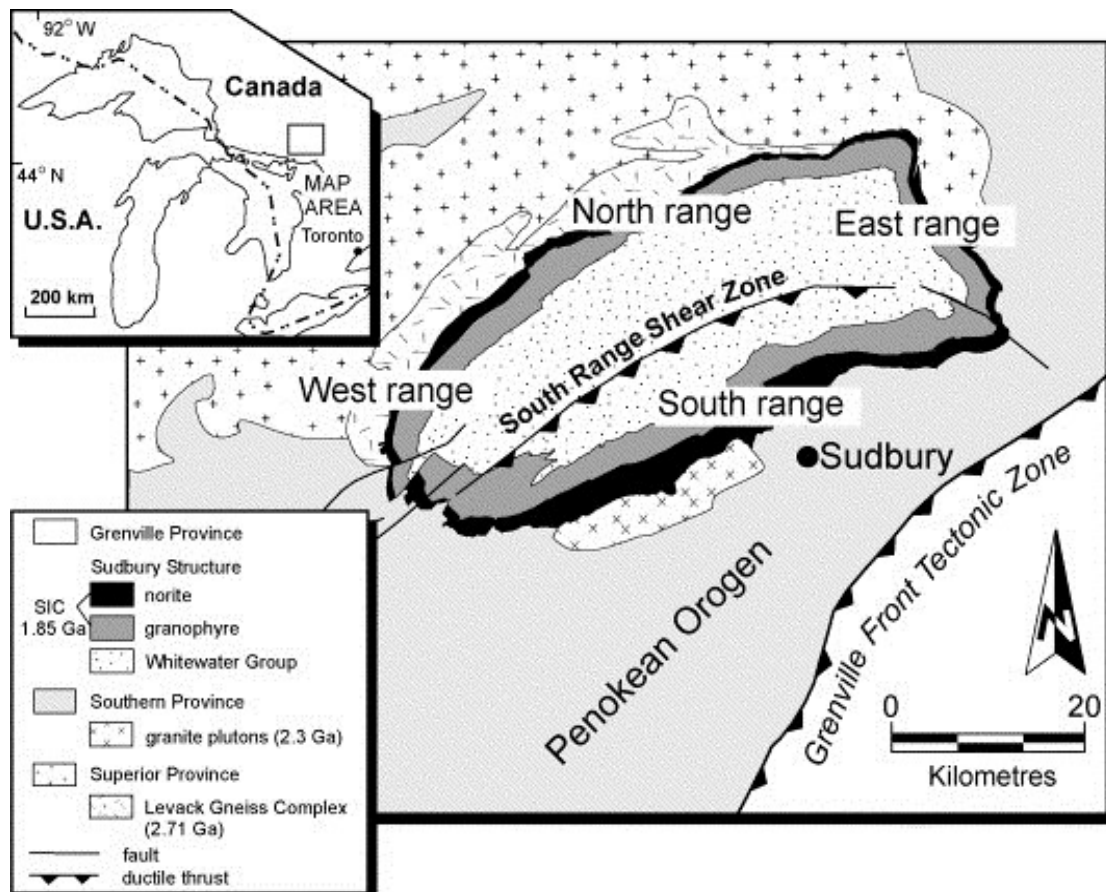 92° W
Canada
44° N
U.S.A.
MAP
AREA
Toronto
200 km
North range
East range
West range
South Range Shear Zone
South range
Sudbury
Penokean Orogen
Grenville Front Tectonic Zone
N
0 20
Kilometres
Grenville Province
Sudbury Structure
SIC
1.85 Ga
norite
granophyre
Whitewater Group
Southern Province
granite plutons (2.3 Ga)
Superior Province
Levack Gneiss Complex
(2.71 Ga)
fault
ductile thrust